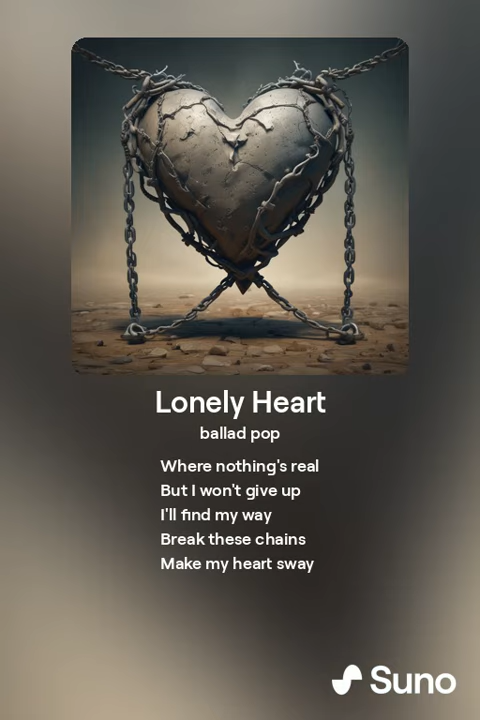 Lonely Heart
ballad pop
Where nothing's real
But I won't give up
I'll find my way
Break these chains
Make my heart sway
Suno